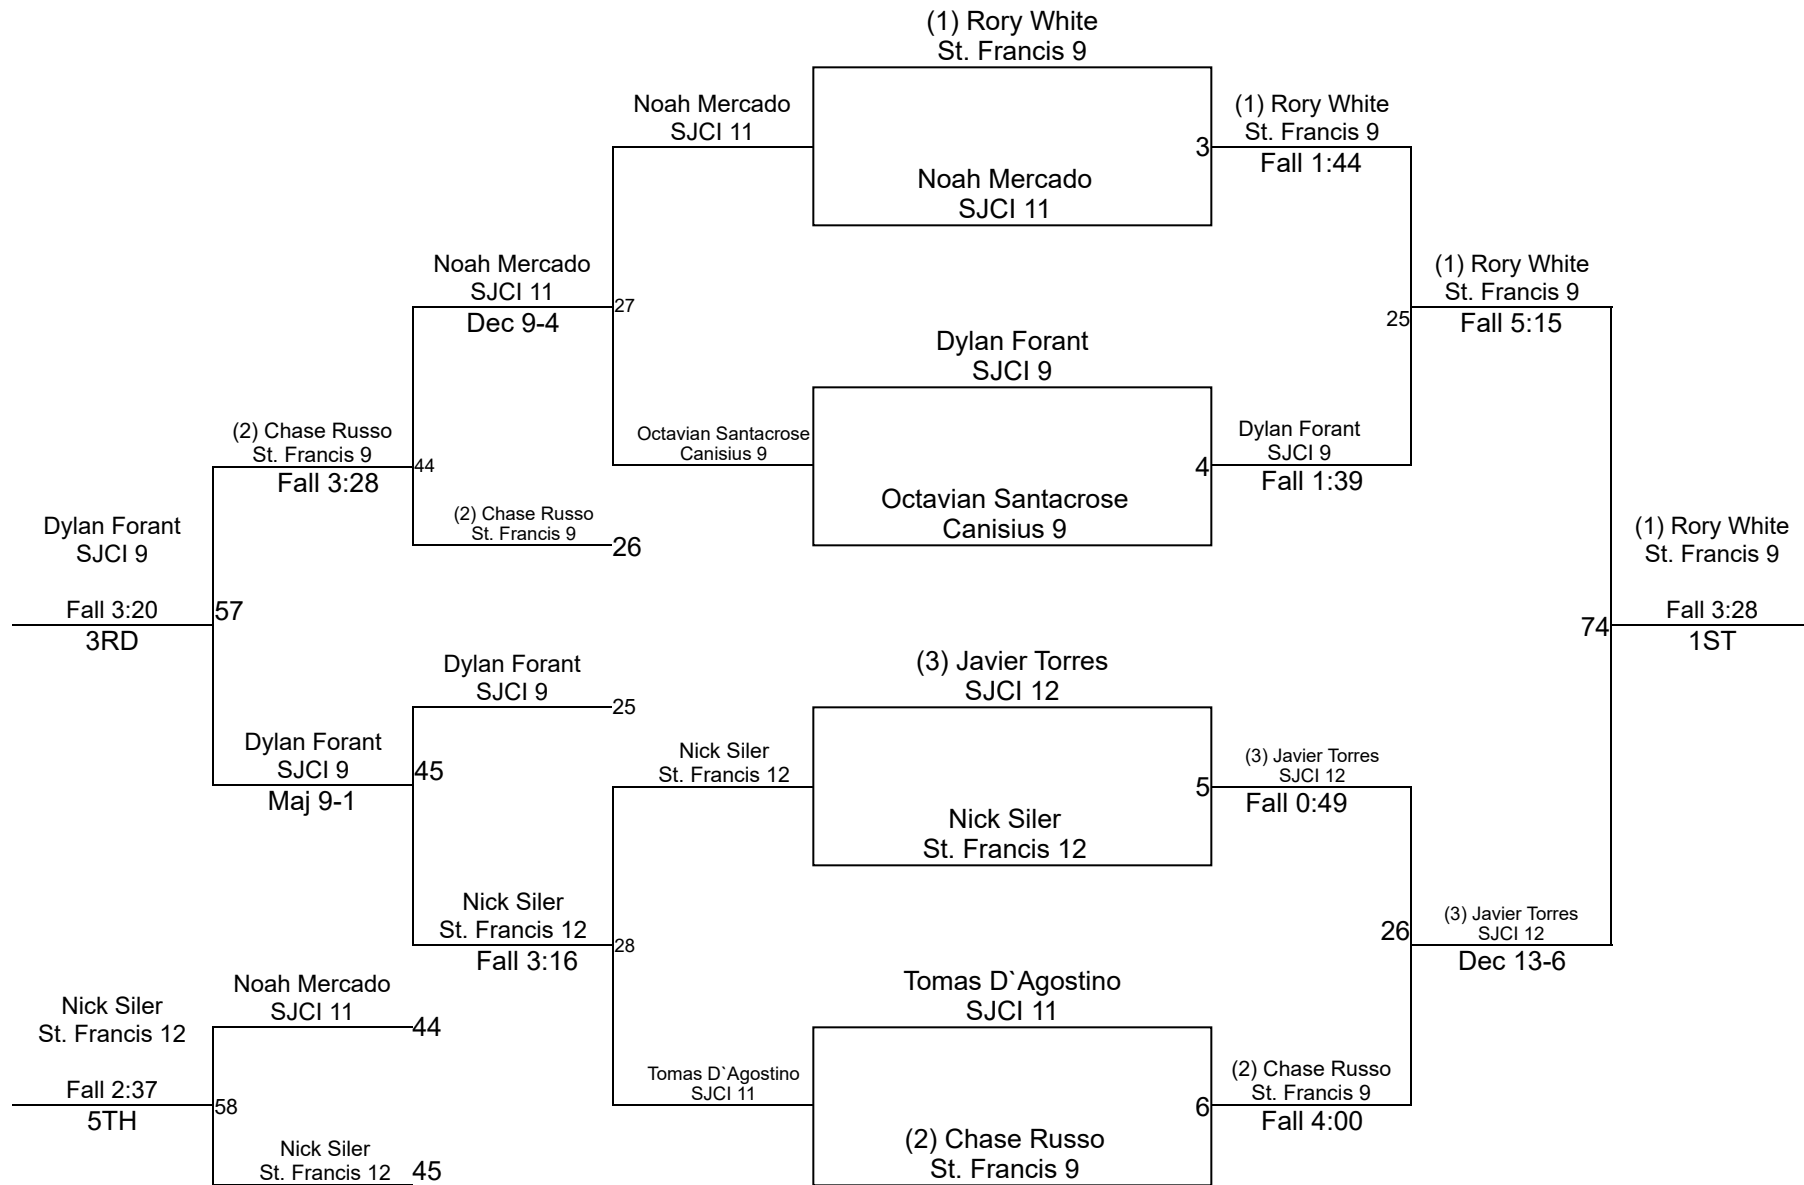 (1) Rory White
St. Francis 9
Noah Mercado
SJCI 11
(1) Rory White
St. Francis 9
3
Fall 1:44
Noah Mercado
SJCI 11
Noah Mercado
SJCI 11
27
Dec 9-4
(1) Rory White
St. Francis 9
25
Fall 5:15
Dylan Forant
SJCI 9
(2) Chase Russo
St. Francis 9
44
Fall 3:28
Octavian Santacrose
Canisius 9
Dylan Forant
SJCI 9
4
Fall 1:39
Octavian Santacrose
Canisius 9
(2) Chase Russo
St. Francis 9
26
Dylan Forant
SJCI 9
Fall 3:20
57
3RD
(1) Rory White
St. Francis 9
74
Fall 3:28
1ST
Dylan Forant
SJCI 9
25
(3) Javier Torres
SJCI 12
Dylan Forant
SJCI 9
45
Maj 9-1
Nick Siler
St. Francis 12
(3) Javier Torres
SJCI 12
5
Fall 0:49
Nick Siler
St. Francis 12
Nick Siler
St. Francis 12
28
Fall 3:16
26
(3) Javier Torres
SJCI 12
Dec 13-6
Tomas D`Agostino
SJCI 11
Noah Mercado
SJCI 11
44
Nick Siler
St. Francis 12
Fall 2:37
58
5TH
Tomas D`Agostino
SJCI 11
(2) Chase Russo
St. Francis 9
6
Fall 4:00
Nick Siler
St. Francis 12
45
(2) Chase Russo
St. Francis 9